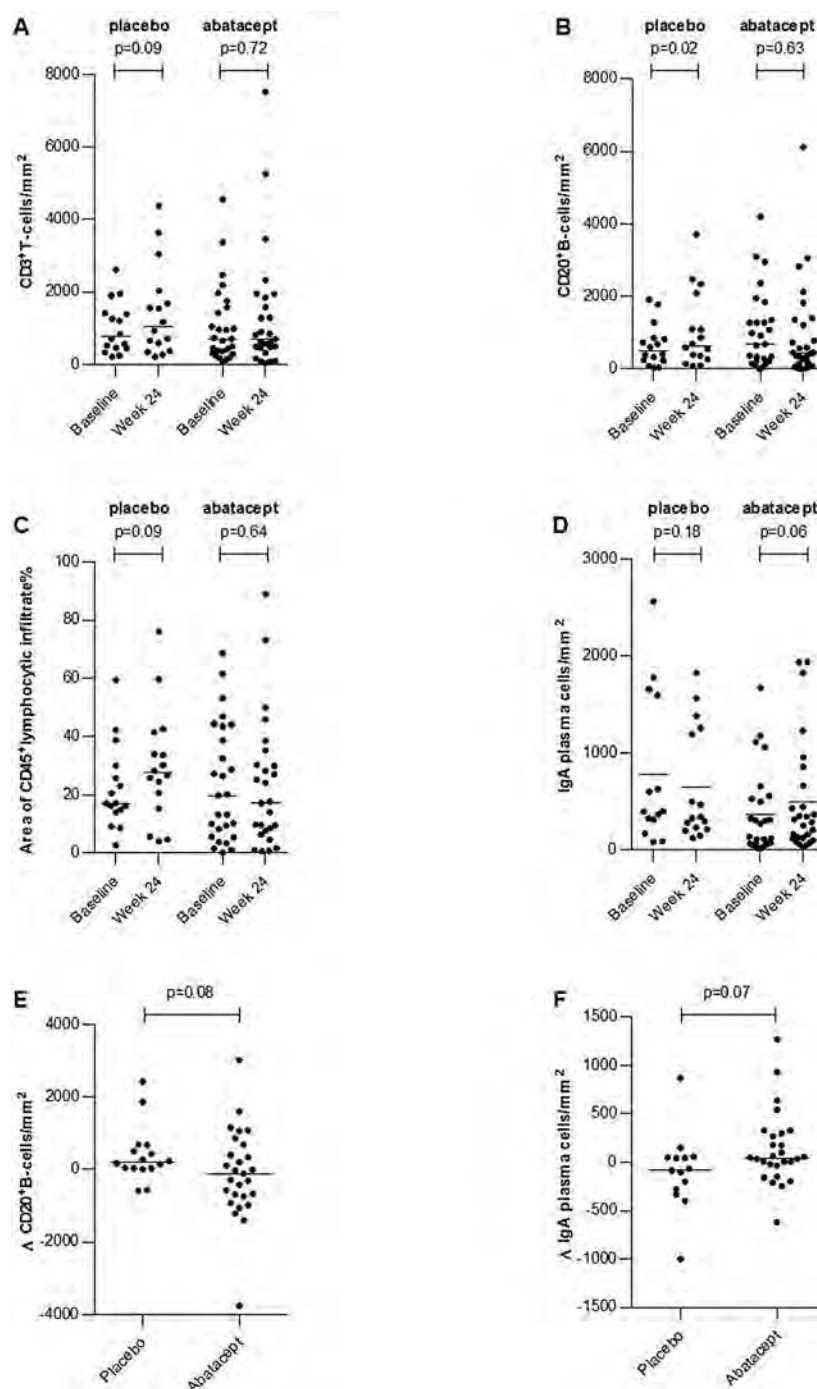 A
placebo abatacept
p=0.09 p=0.72
CD3+T-cells/mm2
8000
6000
4000
2000
0
Baseline
Week 24
Baseline
Week 24
B
placebo abatacept
p=0.02 p=0.63
CD20+B-cells/mm2
8000
6000
4000
2000
0
Baseline
Week 24
Baseline
Week 24
C
placebo abatacept
p=0.09 p=0.64
Area of CD45+lymphocytic infiltrate%
100
80
60
40
20
0
Baseline
Week 24
Baseline
Week 24
D
placebo abatacept
p=0.18 p=0.06
IgA plasma cells/mm2
3000
2000
1000
0
Baseline
Week 24
Baseline
Week 24
E
p=0.08
Λ CD20+B-cells/mm2
4000
2000
0
-2000
-4000
Placebo
Abatacept
F
p=0.07
Λ IgA plasma cells/mm2
1500
1000
500
0
-500
-1000
-1500
Placebo
Abatacept